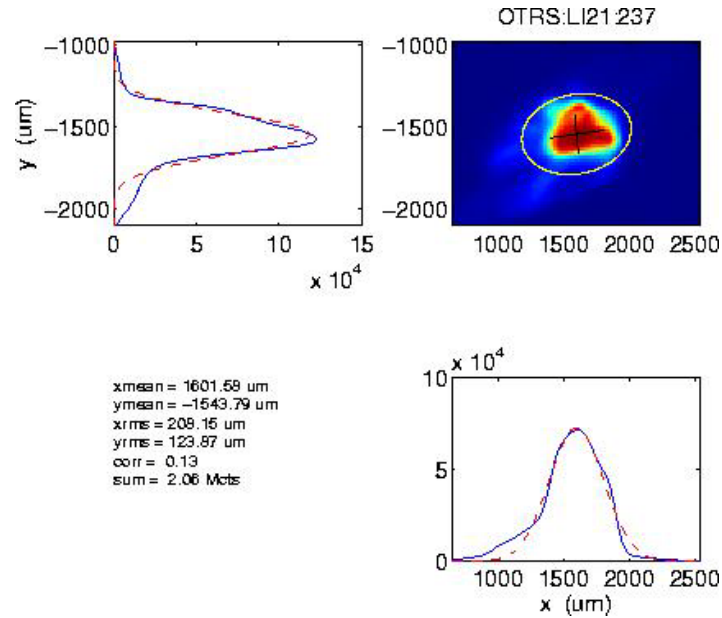 OTRS:LI21:237
−1000
−1500
−2000
y (um)
0 5 10 15
x 10^4
−1000
−1500
−2000
1000 1500 2000 2500
xmean = 1601.58 um
ymean = −1543.79 um
xrms = 208.15 um
yrms = 123.87 um
corr = 0.13
sum = 2.06 Mcts
x 10^4
10
5
0
1000 1500 2000 2500
x (um)